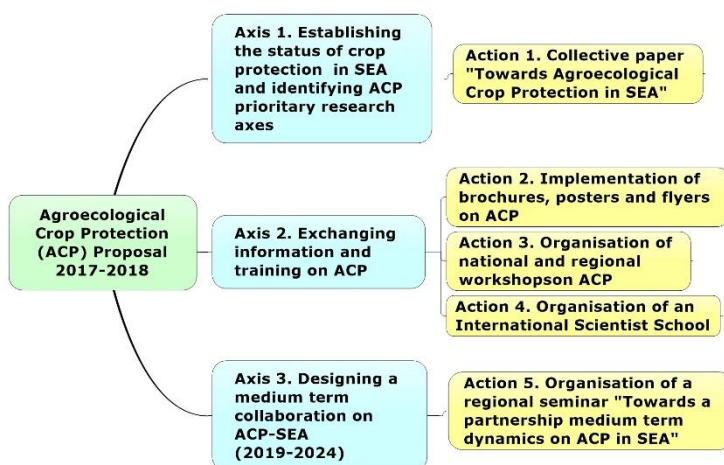 Agroecological
Crop Protection
(ACP) Proposal
2017-2018
Axis 1. Establishing
the status of crop
protection in SEA
and identifying ACP
prioritary research
axes
Action 1. Collective paper
"Towards Agroecological
Crop Protection in SEA"
Axis 2. Exchanging
information and
training on ACP
Action 2. Implementation of
brochures, posters and flyers
on ACP
Action 3. Organisation of
national and regional
workshopson ACP
Action 4. Organisation of an
International Scientist School
Axis 3. Designing a
medium term
collaboration on
ACP-SEA
(2019-2024)
Action 5. Organisation of a
regional seminar "Towards a
partnership medium term
dynamics on ACP in SEA"